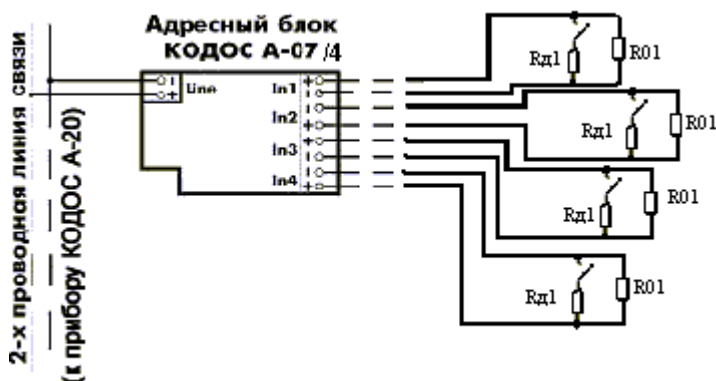 Адресный блок
КОДОС А-07/4
2-х проводная линия связи
(к прибору КОДОС А-20)
Line
In1
In2
In3
In4
Rд1
R01
Rд1
R01
Rд1
R01
Rд1
R01